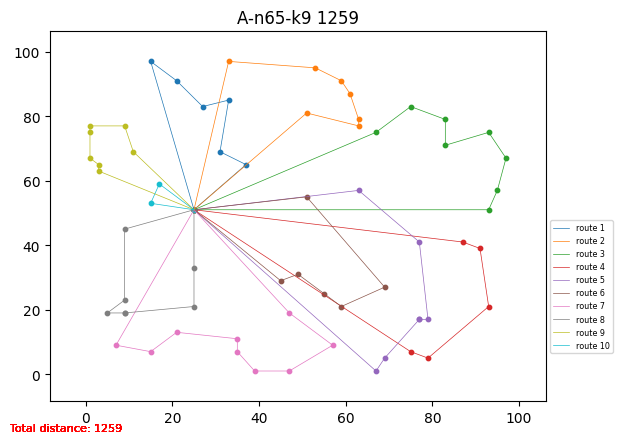 A-n65-k9 1259
100
80
60
40
20
0
0 20 40 60 80 100
route 1
route 2
route 3
route 4
route 5
route 6
route 7
route 8
route 9
route 10
Total distance: 1259